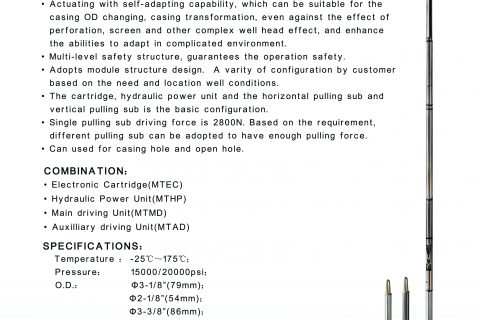 • Actuating with self-adapting capability, which can be suitable for the
casing OD changing, casing transformation, even against the effect of
perforation, screen and other complex well head effect, and enhance
the abilities to adapt in complicated environment.
• Multi-level safety structure, guarantees the operation safety.
• Adopts module structure design. A varity of configuration by customer
based on the need and location well conditions.
• The cartridge, hydraulic power unit and the horizontal pulling sub and
vertical pulling sub is the basic configuration.
• Single pulling sub driving force is 2800N. Based on the requirement,
different pulling sub can be adopted to have enough pulling force.
• Can used for casing hole and open hole.
COMBINATION:
• Electronic Cartridge(MTEC)
• Hydraulic Power Unit(MTHP)
• Main driving Unit(MTMD)
• Auxilliary driving Unit(MTAD)
SPECIFICATIONS:
Temperature : -25℃~175℃;
Pressure: 15000/20000psi;
O.D.: Φ3-1/8"(79mm);
Φ2-1/8"(54mm);
Φ3-3/8"(86mm);